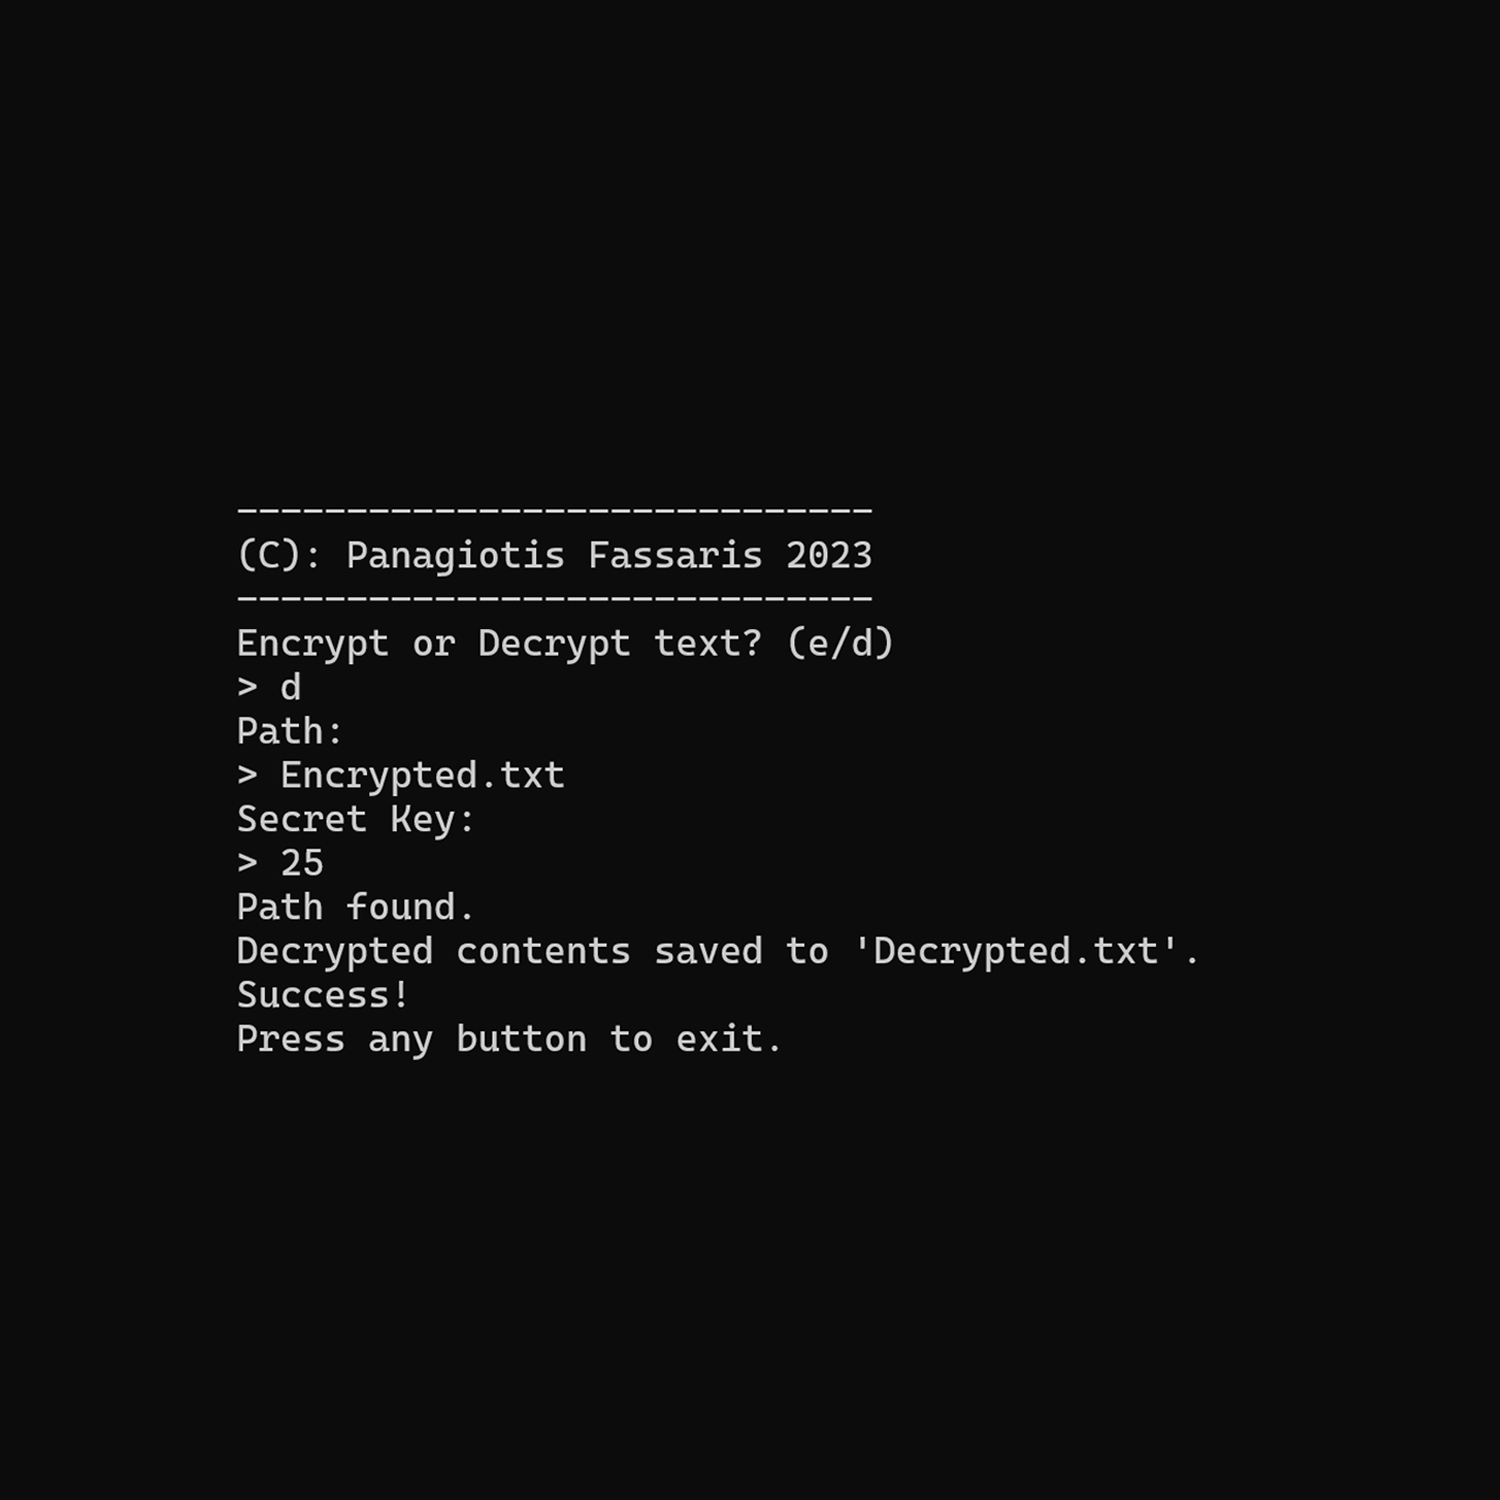 -----------------------------
(C): Panagiotis Fassaris 2023
-----------------------------
Encrypt or Decrypt text? (e/d)
> d
Path:
> Encrypted.txt
Secret Key:
> 25
Path found.
Decrypted contents saved to 'Decrypted.txt'.
Success!
Press any button to exit.